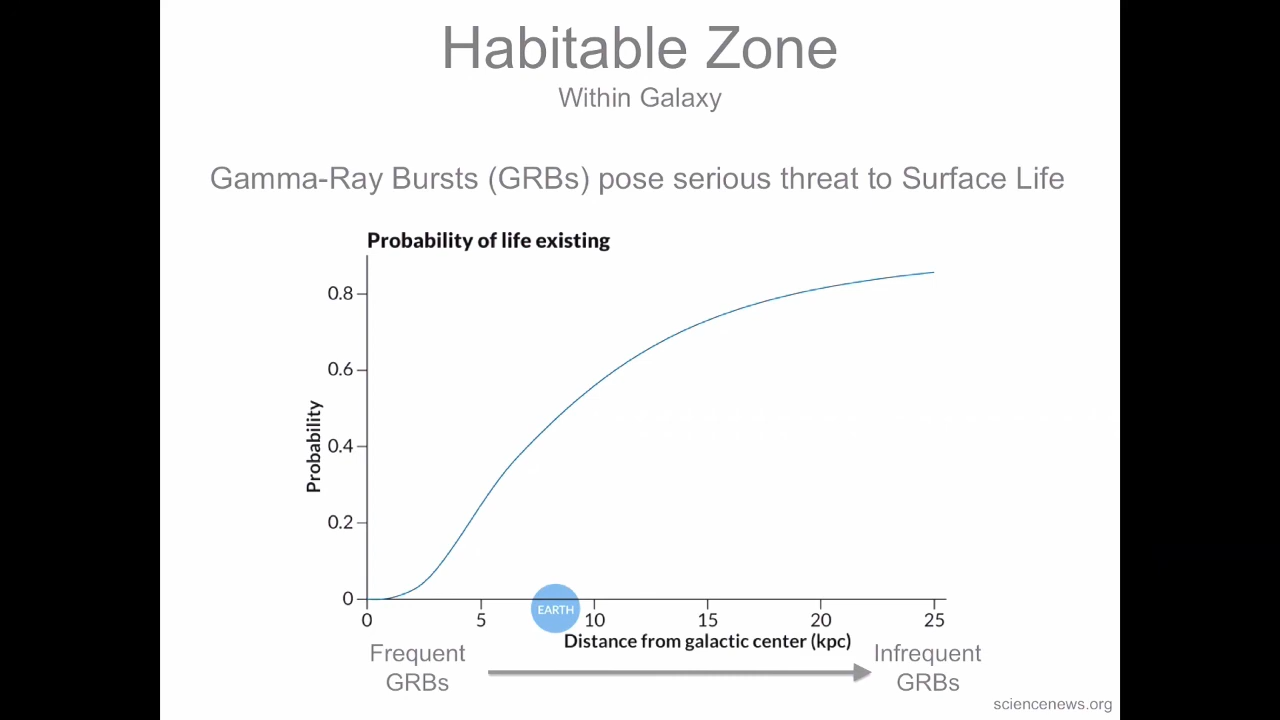 Habitable Zone
Within Galaxy
Gamma-Ray Bursts (GRBs) pose serious threat to Surface Life
Probability of life existing
Probability
0.8
0.6
0.4
0.2
0
0 5 EARTH 10 15 20 25
Distance from galactic center (kpc)
Frequent
GRBs
Infrequent
GRBs
sciencenews.org